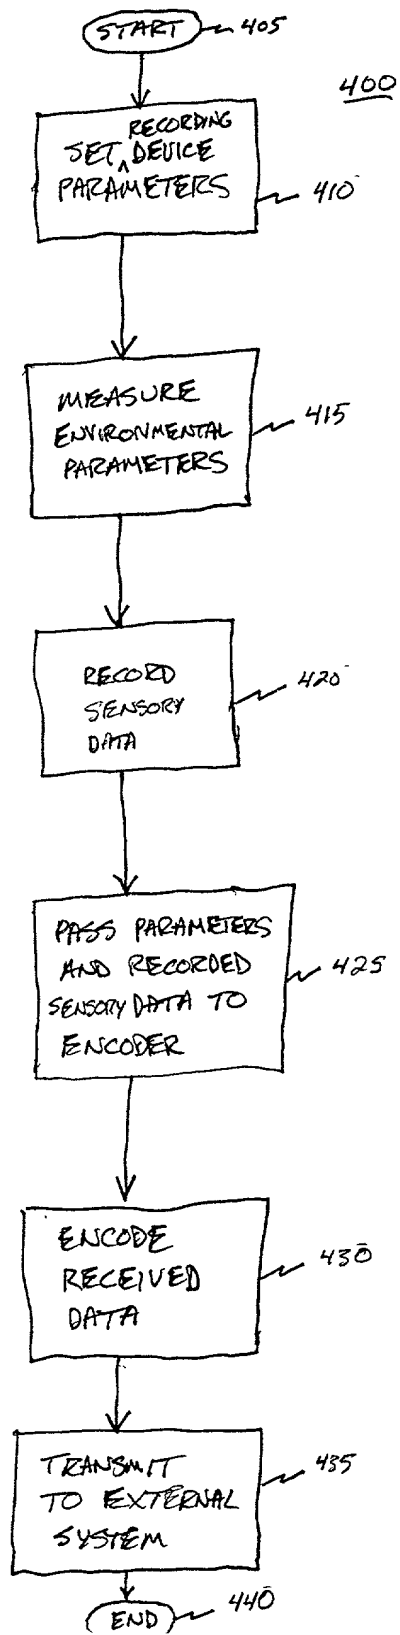 START
405
400
RECORDING
SET ^ DEVICE
PARAMETERS
410
MEASURE
ENVIRONMENTAL
PARAMETERS
415
RECORD
SENSORY
DATA
420
PASS PARAMETERS
AND RECORDED
SENSORY DATA TO
ENCODER
425
ENCODE
RECEIVED
DATA
430
TRANSMIT
TO EXTERNAL
SYSTEM
435
END
440